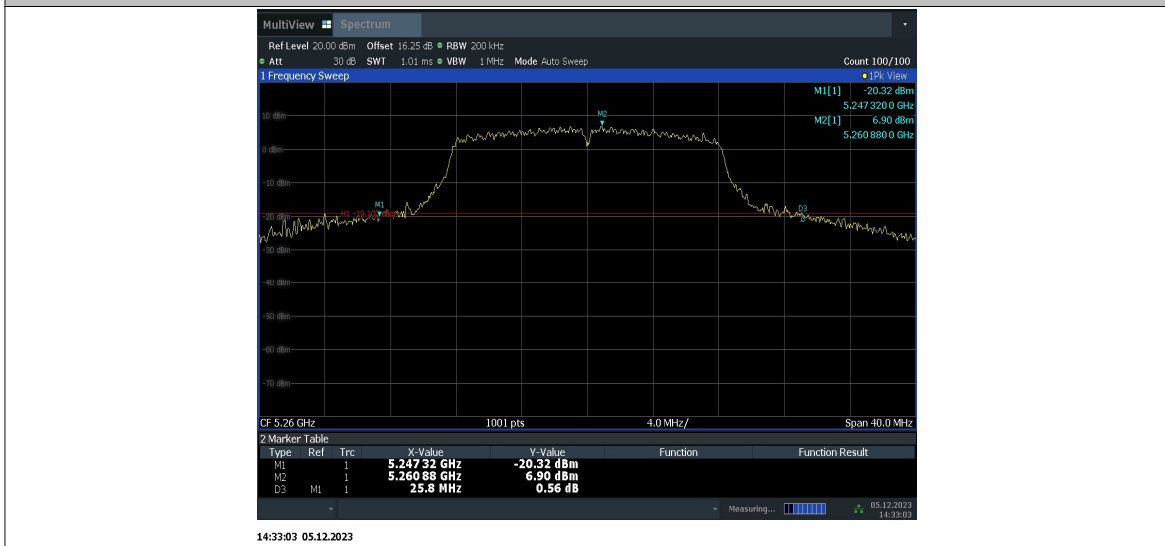 MultiView Spectrum
Ref Level 20.00 dBm Offset 16.25 dB RBW 200 kHz
Att 30 dB SWT 1.01 ms VBW 1 MHz Mode Auto Sweep Count 100/100
1 Frequency Sweep 1Pk View
M1[1] -20.32 dBm
5.247 320 0 GHz
M2[1] 6.90 dBm
5.260 880 0 GHz
M2
10 dBm
0 dBm
-10 dBm
M1
D3
H1 -19.100 dBm
-20 dBm
-30 dBm
-40 dBm
-50 dBm
-60 dBm
-70 dBm
CF 5.26 GHz 1001 pts 4.0 MHz/ Span 40.0 MHz
2 Marker Table
Type Ref Trc X-Value Y-Value Function Function Result
M1 1 5.247 32 GHz -20.32 dBm
M2 1 5.260 88 GHz 6.90 dBm
D3 M1 1 25.8 MHz 0.56 dB
Measuring... 05.12.2023
14:33:03
14:33:03 05.12.2023